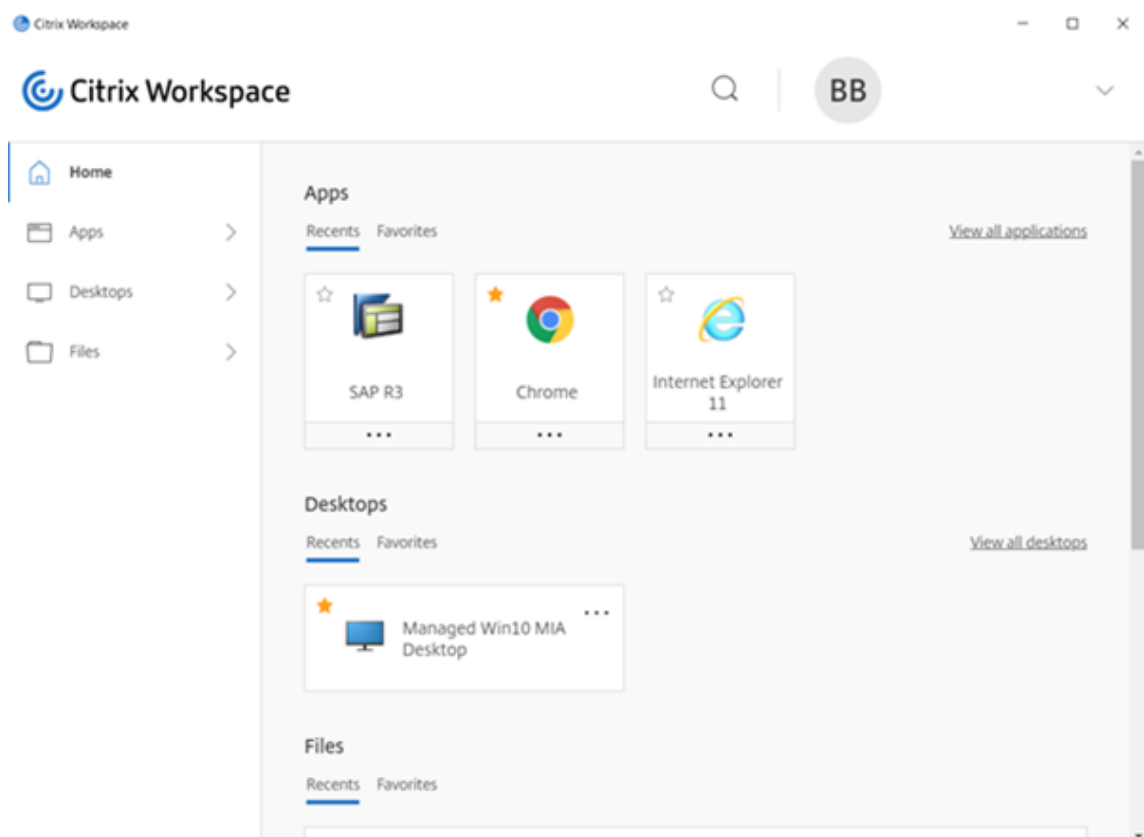 Citrix Workspace
Citrix Workspace
BB
Home
Apps
Desktops
Files
Apps
Recents Favorites View all applications
SAP R3
Chrome
Internet Explorer
11
Desktops
Recents Favorites View all desktops
Managed Win10 MIA
Desktop
Files
Recents Favorites